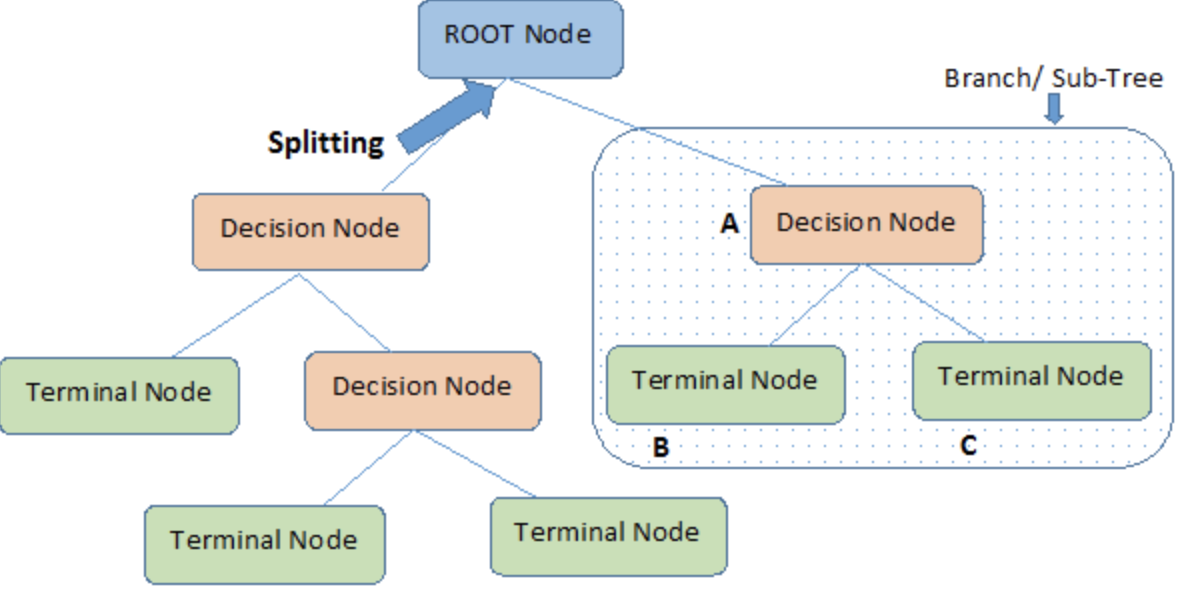 ROOT Node
Branch/ Sub-Tree
Splitting
Decision Node
A
Decision Node
Terminal Node
Decision Node
Terminal Node
Terminal Node
B
C
Terminal Node
Terminal Node